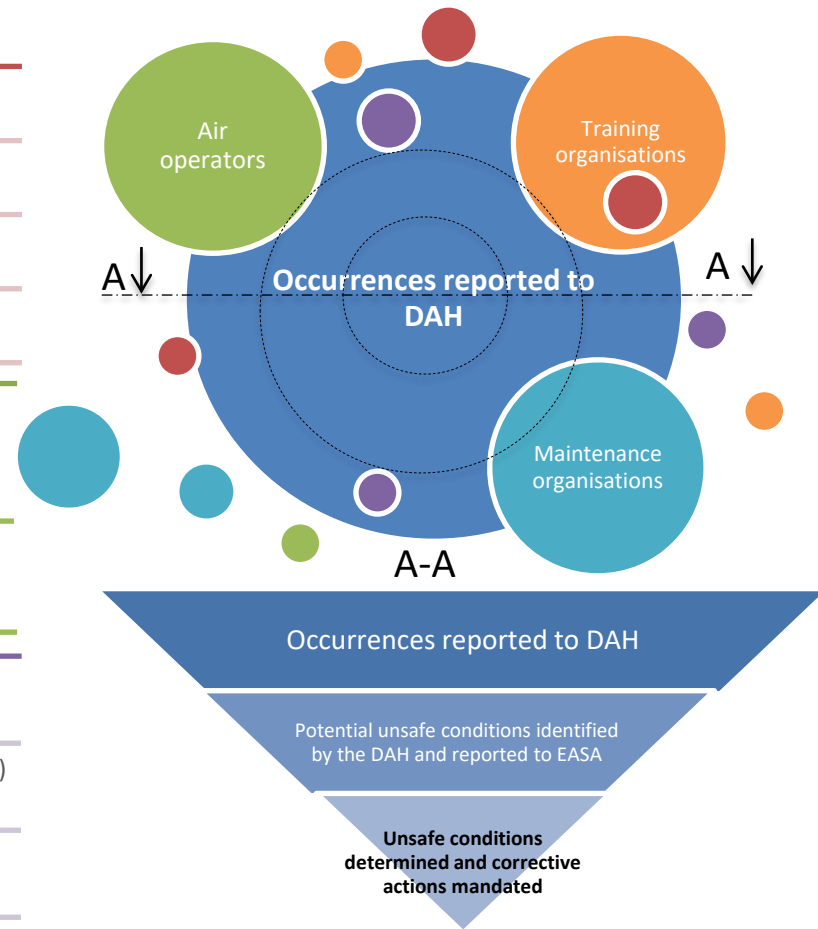 Air
operators
Training
organisations
A
A
Occurrences reported to
DAH
Maintenance
organisations
A-A
Occurrences reported to DAH
Potential unsafe conditions identified
by the DAH and reported to EASA
)
Unsafe conditions
determined and corrective
actions mandated